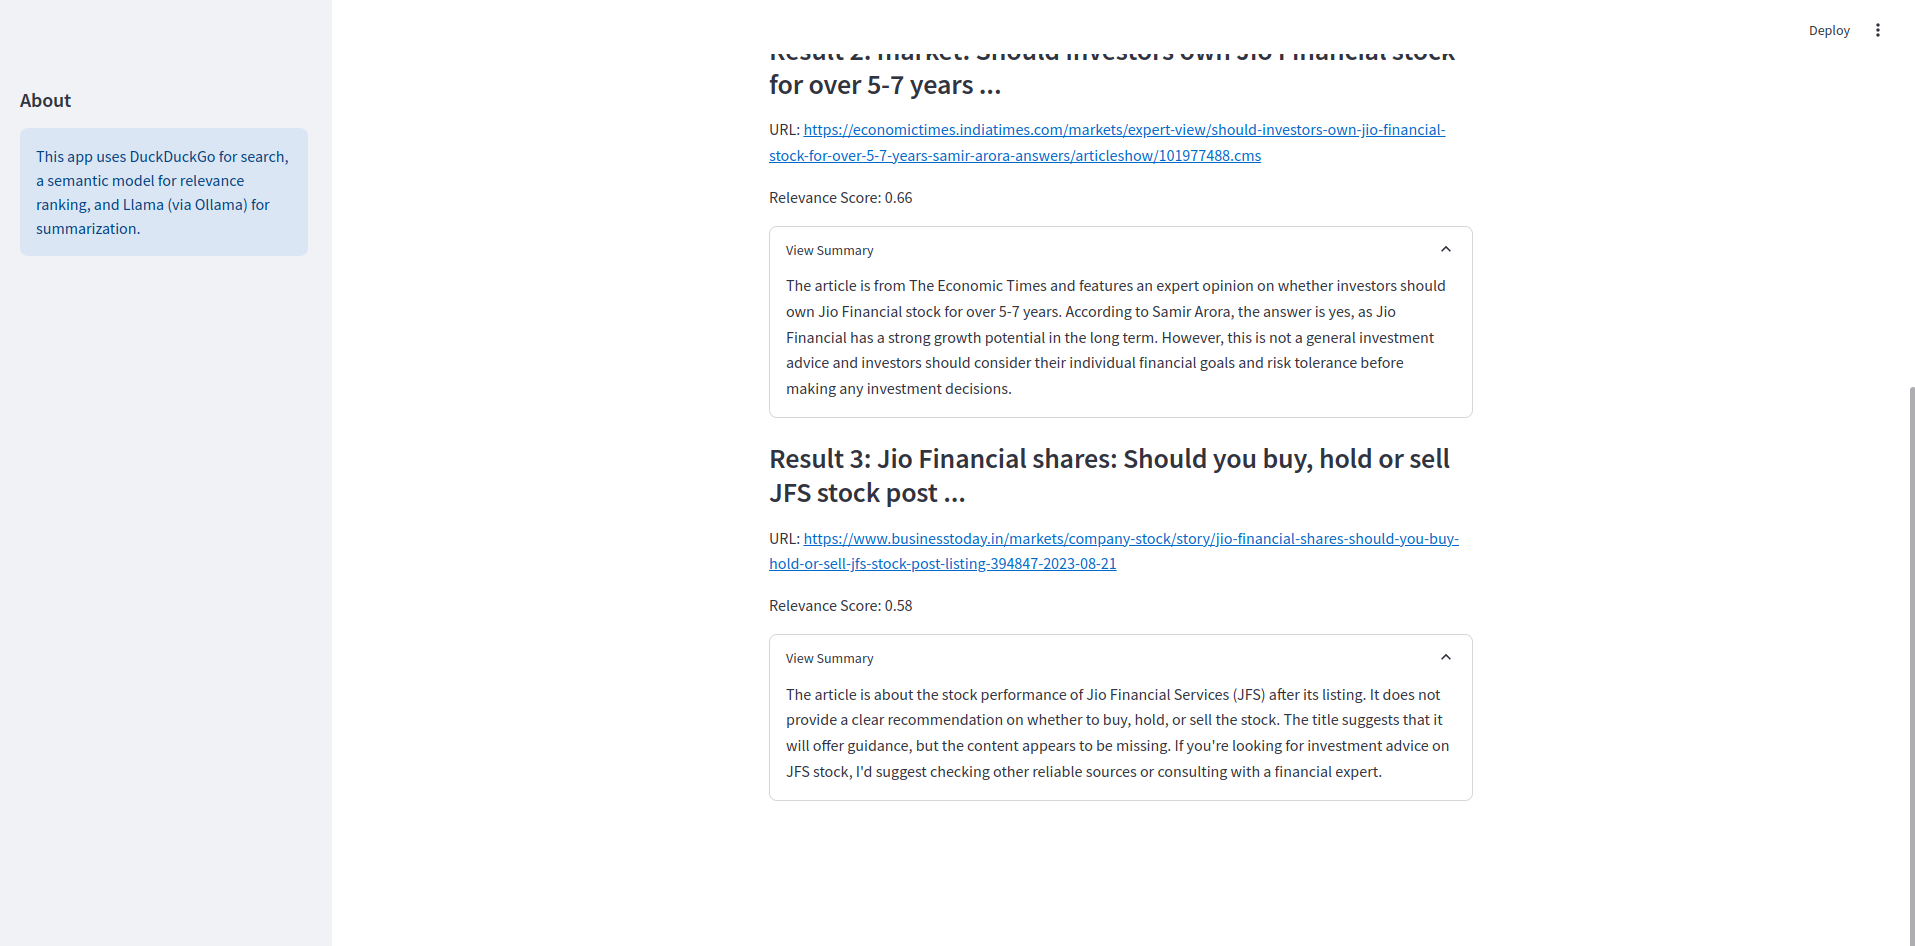 Deploy
About
This app uses DuckDuckGo for search,
a semantic model for relevance
ranking, and Llama (via Ollama) for
summarization.
Result 2: market: Should investors own Jio Financial stock
for over 5-7 years ...
URL: https://economictimes.indiatimes.com/markets/expert-view/should-investors-own-jio-financial-
stock-for-over-5-7-years-samir-arora-answers/articleshow/101977488.cms
Relevance Score: 0.66
View Summary
The article is from The Economic Times and features an expert opinion on whether investors should
own Jio Financial stock for over 5-7 years. According to Samir Arora, the answer is yes, as Jio
Financial has a strong growth potential in the long term. However, this is not a general investment
advice and investors should consider their individual financial goals and risk tolerance before
making any investment decisions.
Result 3: Jio Financial shares: Should you buy, hold or sell
JFS stock post ...
URL: https://www.businesstoday.in/markets/company-stock/story/jio-financial-shares-should-you-buy-
hold-or-sell-jfs-stock-post-listing-394847-2023-08-21
Relevance Score: 0.58
View Summary
The article is about the stock performance of Jio Financial Services (JFS) after its listing. It does not
provide a clear recommendation on whether to buy, hold, or sell the stock. The title suggests that it
will offer guidance, but the content appears to be missing. If you're looking for investment advice on
JFS stock, I'd suggest checking other reliable sources or consulting with a financial expert.